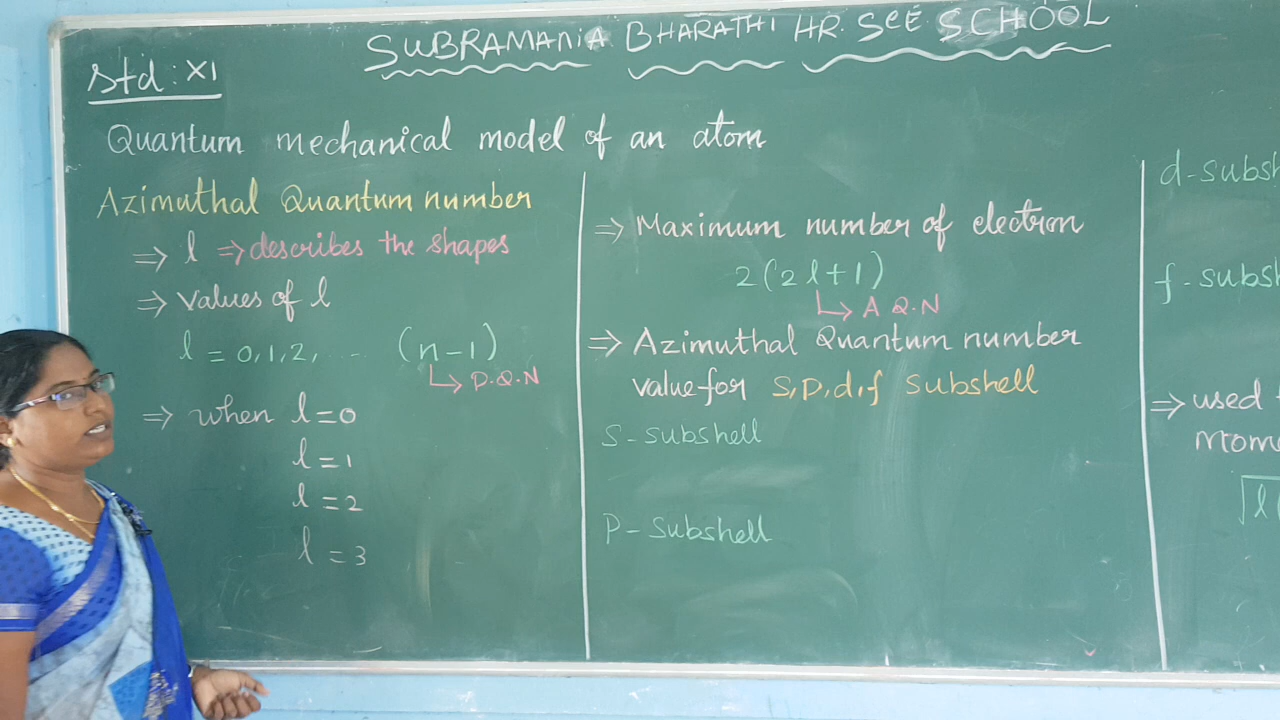 SUBRAMANIA BHARATHI HR. SEE SCHOOL
Std: XI
Quantum mechanical model of an atom
Azimuthal Quantum number
⇒ l ⇒ describes the shapes
⇒ Values of l
l = 0, 1, 2, .... (n-1)
↳ P.Q.N
⇒ when l = 0
l = 1
l = 2
l = 3
⇒ Maximum number of electron
2(2l+1)
↳ A Q.N
⇒ Azimuthal Quantum number
value for s,p,d,f subshell
S-subshell
P-subshell
d-subsh
f-subsh
⇒ used
mome
√l